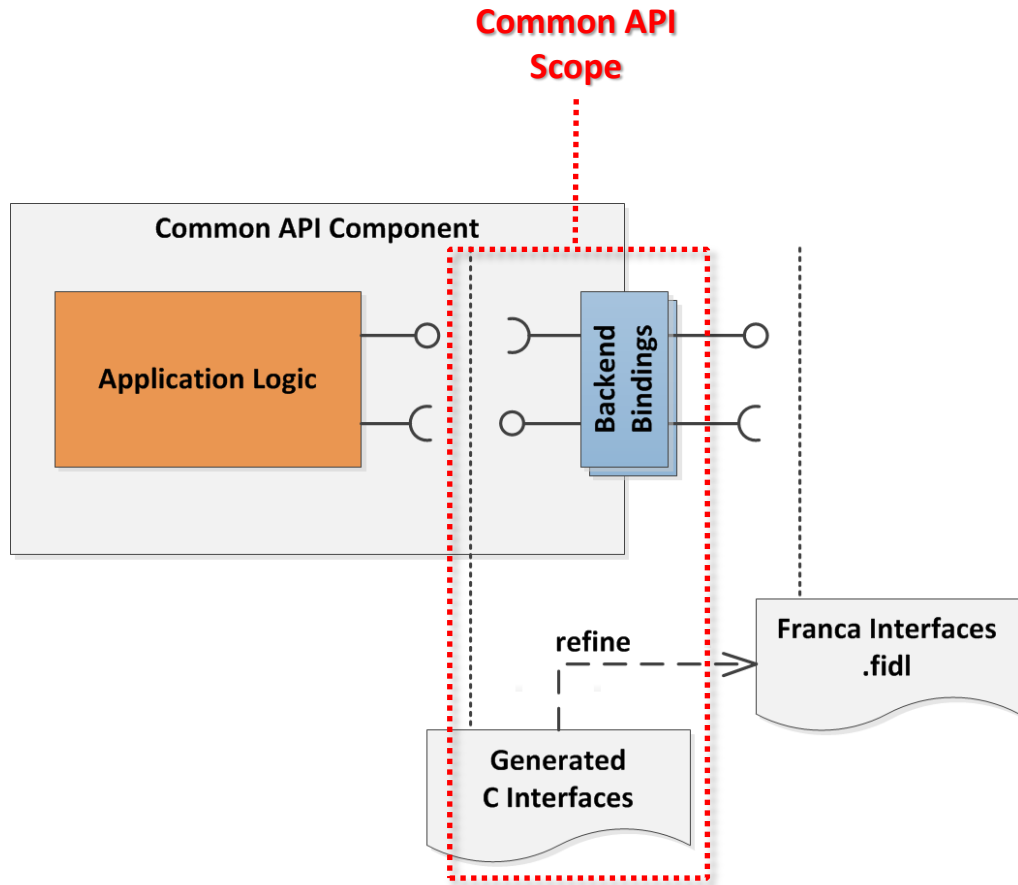 Common API
Scope
Common API Component
Application Logic
Backend
Bindings
refine
Franca Interfaces
.fidl
Generated
C Interfaces